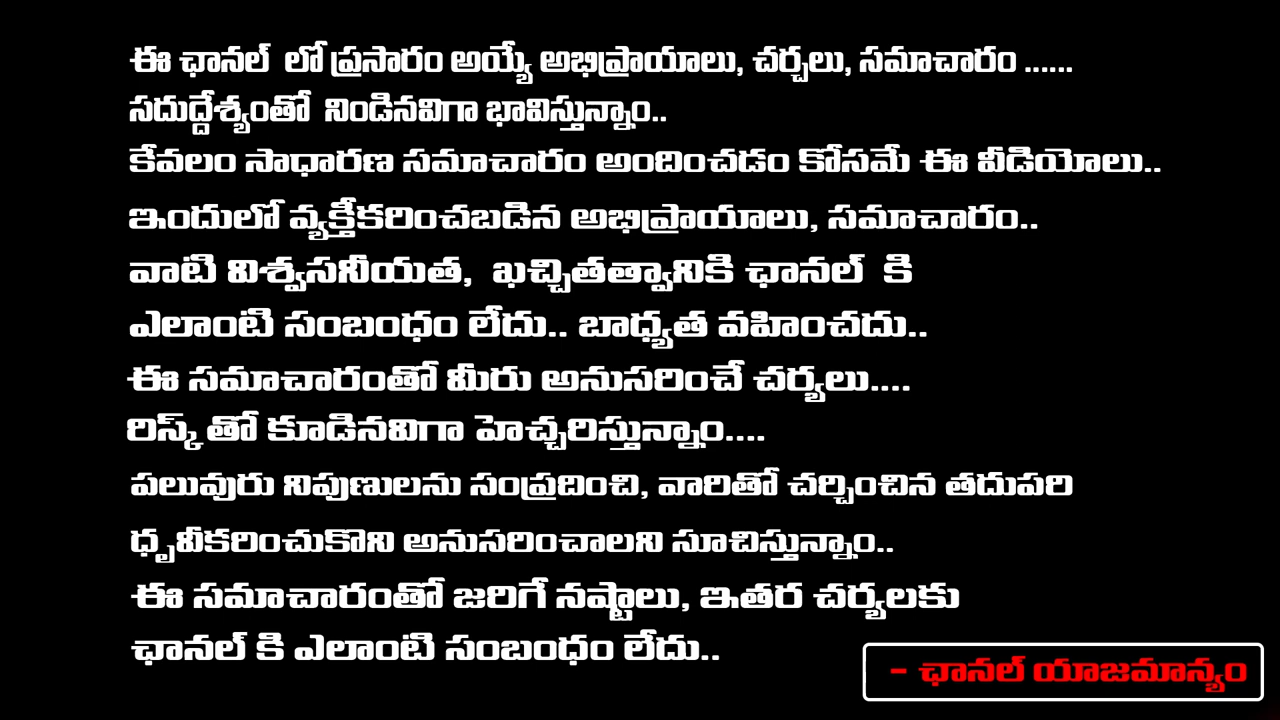 ఈ ఛానల్ లో ప్రసారం అయ్యే అభిప్రాయాలు, చర్చలు, సమాచారం ......
సదుద్దేశ్యంతో నిండినవిగా భావిస్తున్నాం..
కేవలం సాధారణ సమాచారం అందించడం కోసమే ఈ వీడియోలు..
ఇందులో వ్యక్తీకరించబడిన అభిప్రాయాలు, సమాచారం..
వాటి విశ్వసనీయత, ఖచ్చితత్వానికి ఛానల్ కి
ఎలాంటి సంబంధం లేదు.. బాధ్యత వహించదు..
ఈ సమాచారంతో మీరు అనుసరించే చర్యలు....
రిస్క్ తో కూడినవిగా హెచ్చరిస్తున్నాం....
పలువురు నిపుణులను సంప్రదించి, వారితో చర్చించిన తదుపరి
ధృవీకరించుకొని అనుసరించాలని సూచిస్తున్నాం..
ఈ సమాచారంతో జరిగే నష్టాలు, ఇతర చర్యలకు
ఛానల్ కి ఎలాంటి సంబంధం లేదు..
- ఛానల్ యాజమాన్యం